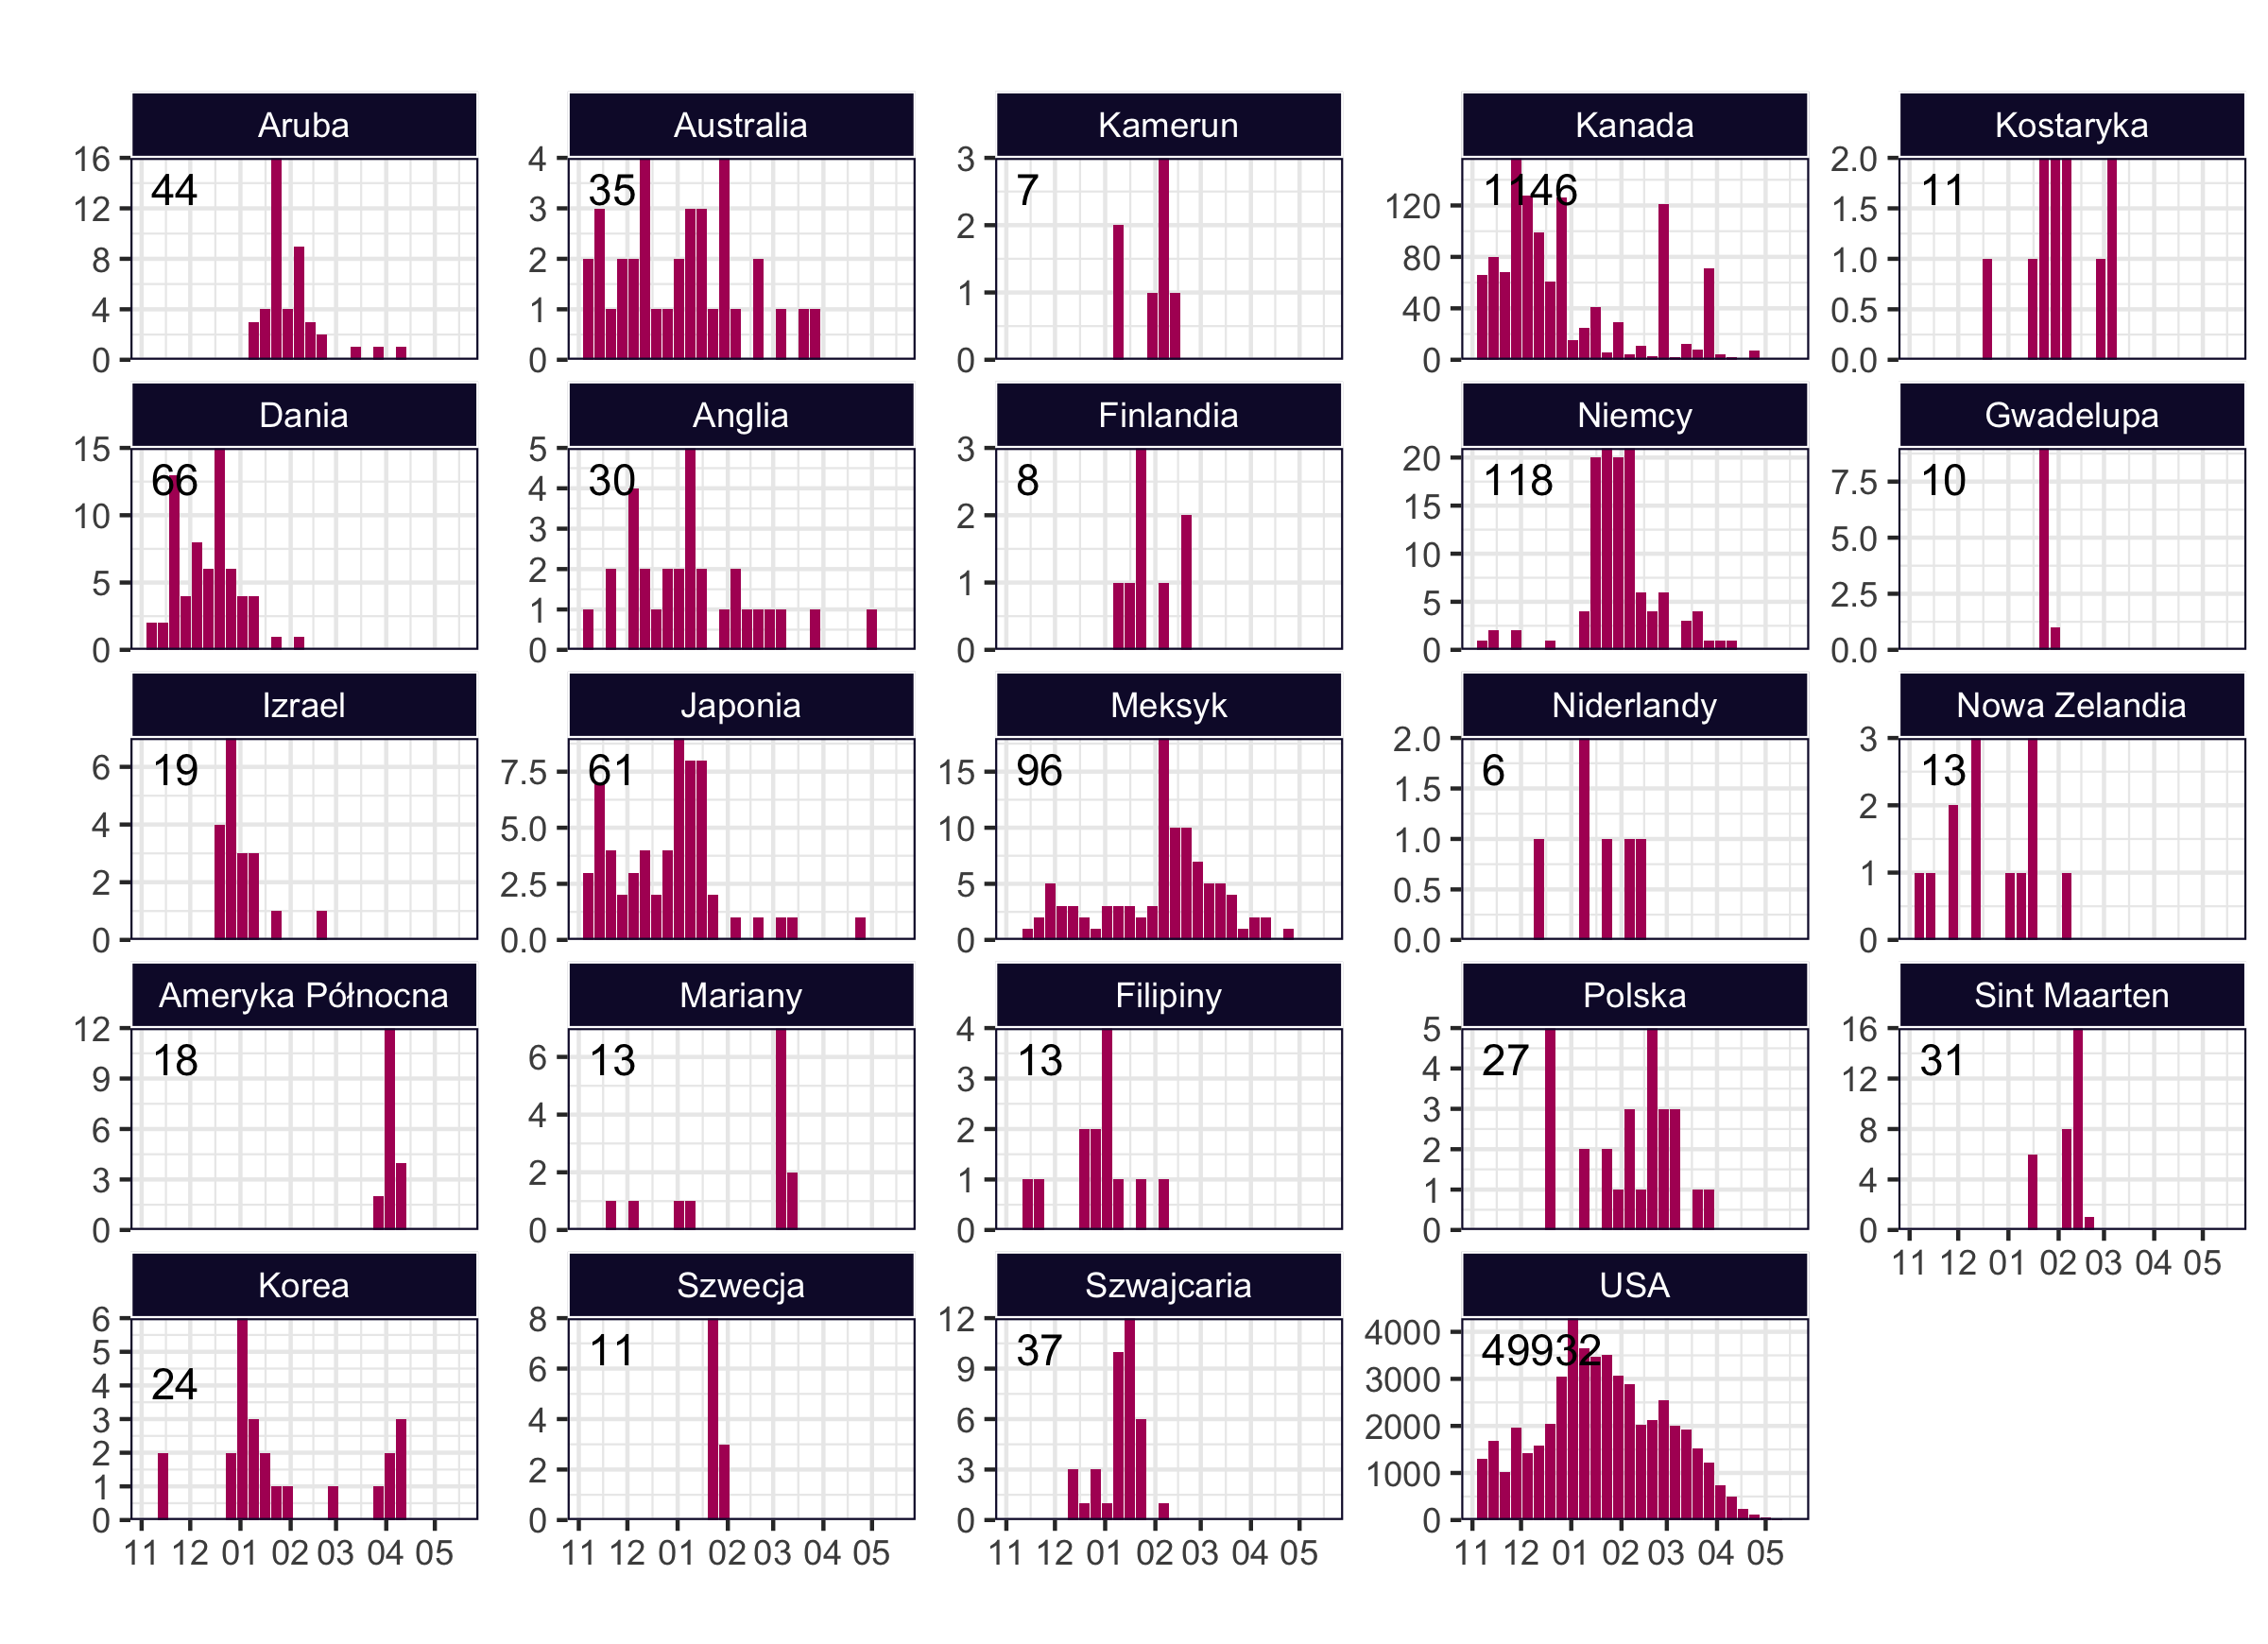 Aruba Australia Kamerun Kanada Kostaryka
16 12 8 4 0 44
4 3 2 1 0 35
3 2 1 0 7
120 80 40 0 1146
2.0 1.5 1.0 0.5 0.0 11
Dania Anglia Finlandia Niemcy Gwadelupa
15 10 5 0 66
5 4 3 2 1 0 30
3 2 1 0 8
20 15 10 5 0 118
7.5 5.0 2.5 0.0 10
Izrael Japonia Meksyk Niderlandy Nowa Zelandia
6 4 2 0 19
7.5 5.0 2.5 0.0 61
15 10 5 0 96
2.0 1.5 1.0 0.5 0.0 6
3 2 1 0 13
Ameryka Północna Mariany Filipiny Polska Sint Maarten
12 9 6 3 0 18
6 4 2 0 13
4 3 2 1 0 13
5 4 3 2 1 0 27
16 12 8 4 0 31
11 12 01 02 03 04 05
Korea Szwecja Szwajcaria USA
6 5 4 3 2 1 0 24
8 6 4 2 0 11
12 9 6 3 0 37
4000 3000 2000 1000 0 49932
11 12 01 02 03 04 05
11 12 01 02 03 04 05
11 12 01 02 03 04 05
11 12 01 02 03 04 05